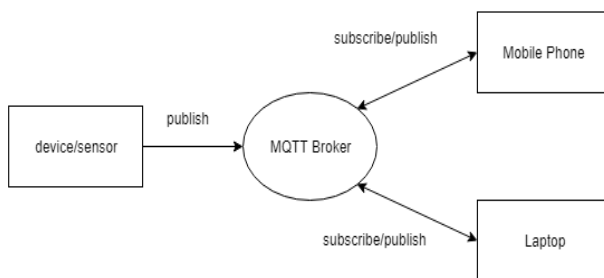 subscribe/publish
Mobile Phone
publish
device/sensor
MQTT Broker
subscribe/publish
Laptop